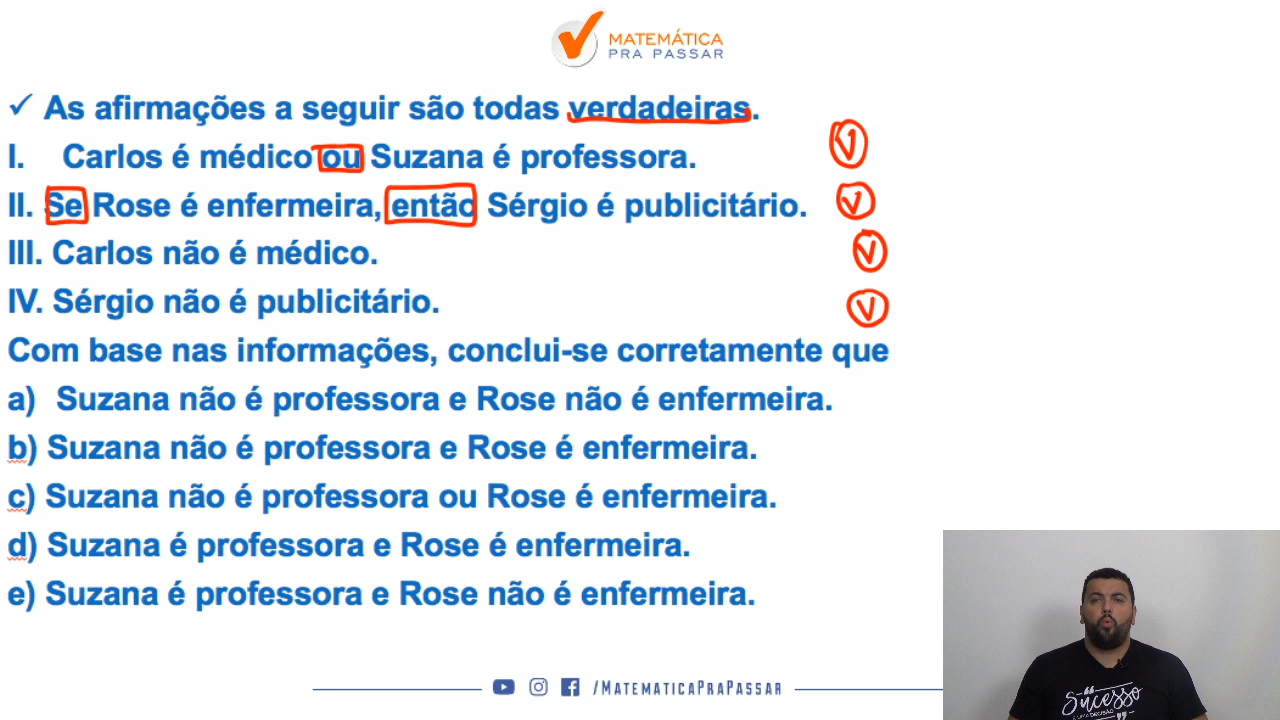 MATEMÁTICA
PRA PASSAR
✓ As afirmações a seguir são todas verdadeiras.
I. Carlos é médico ou Suzana é professora. V
II. Se Rose é enfermeira, então Sérgio é publicitário. V
III. Carlos não é médico. V
IV. Sérgio não é publicitário. V
Com base nas informações, conclui-se corretamente que
a) Suzana não é professora e Rose não é enfermeira.
b) Suzana não é professora e Rose é enfermeira.
c) Suzana não é professora ou Rose é enfermeira.
d) Suzana é professora e Rose é enfermeira.
e) Suzana é professora e Rose não é enfermeira.
/MATEMATICAPRAPASSAR
Sucesso
É UMA DECISÃO